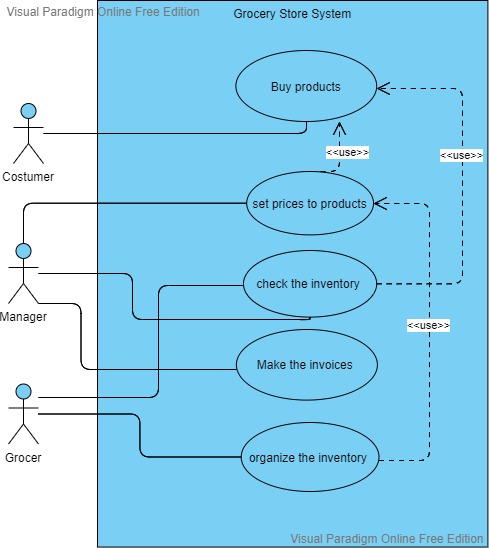 Visual Paradigm Online Free Edition
Grocery Store System
Buy products
<<use>>
<<use>>
Costumer
set prices to products
check the inventory
Manager
<<use>>
Make the invoices
Grocer
organize the inventory
Visual Paradigm Online Free Edition